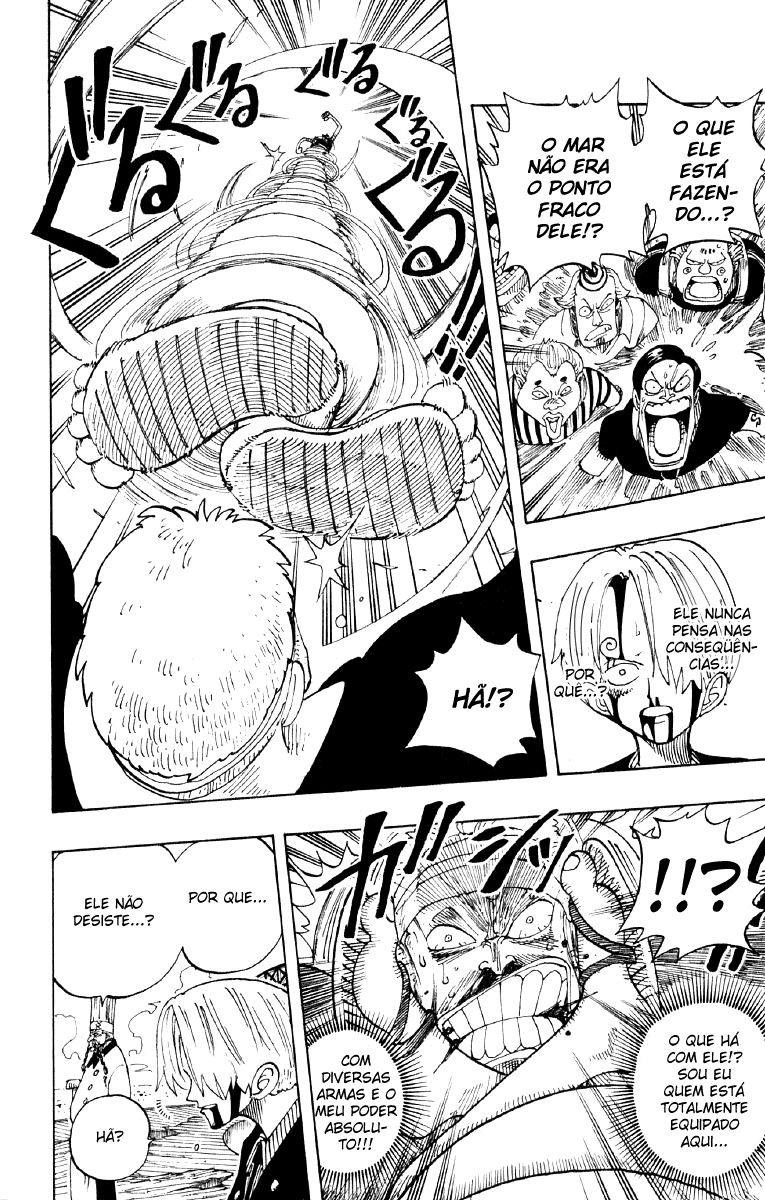 O QUE
ELE
ESTÁ
FAZEN-
DO...?
O MAR
NÃO ERA
O PONTO
FRACO
DELE!?
ぐる
ぐる
ぐる
ぐる
ぐる
!!!
HÃ!?
ELE NUNCA
PENSA NAS
CONSEQÜÊN-
CIAS...
POR
QUÊ...?
!!?
ガシッ
O QUE HÁ
COM ELE!?
SOU EU
QUEM ESTÁ
TOTALMENTE
EQUIPADO
AQUI...
COM
DIVERSAS
ARMAS E O
MEU PODER
ABSOLU-
TO!!!
POR QUE...
ELE NÃO
DESISTE...?
HÃ?